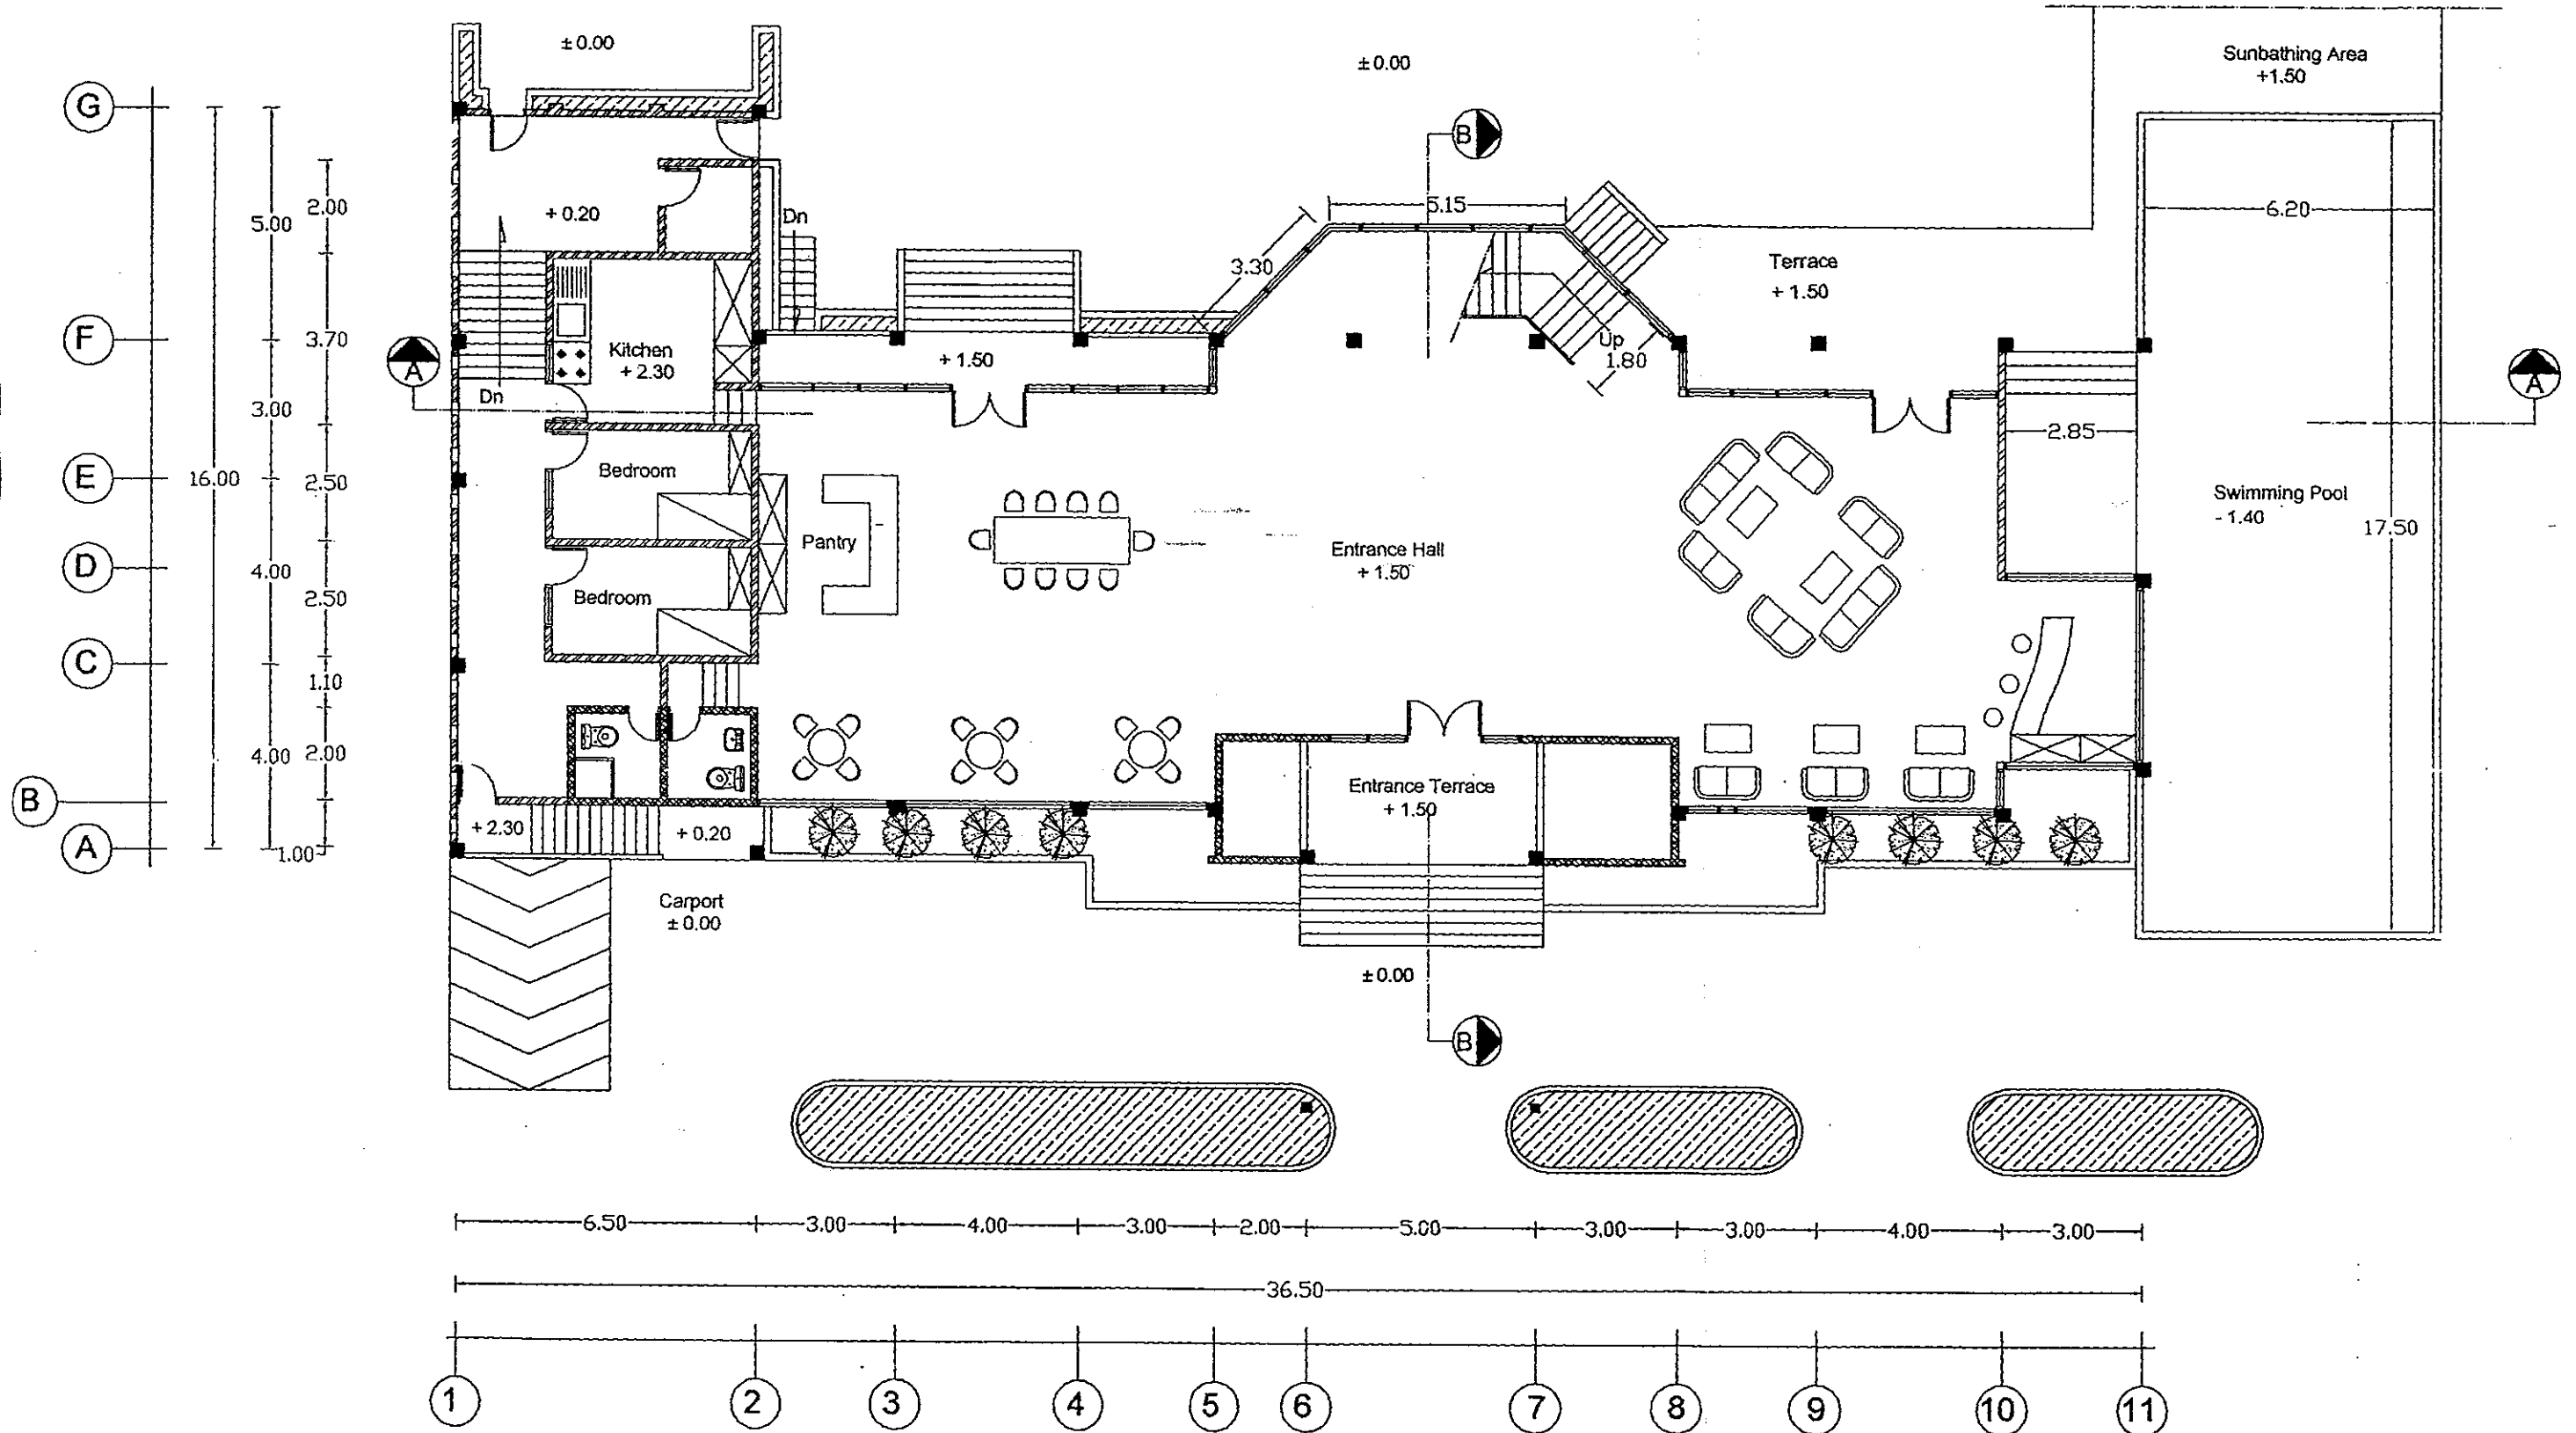 ± 0.00
± 0.00
Sunbathing Area
+1.50
G
B
5.00
2.00
+ 0.20
Dn
5.15
6.20
3.30
Terrace
+ 1.50
F
3.70
Kitchen
+ 2.30
+ 1.50
Up
1.80
A
A
Dn
3.00
2.85
E
16.00
2.50
Bedroom
Swimming Pool
- 1.40
17.50
Pantry
Entrance Hall
+ 1.50
D
4.00
2.50
Bedroom
C
1.10
4.00
2.00
Entrance Terrace
+ 1.50
B
+ 2.30
+ 0.20
A
1.00
Carport
± 0.00
± 0.00
B
6.50
3.00
4.00
3.00
2.00
5.00
3.00
3.00
4.00
3.00
36.50
1
2
3
4
5
6
7
8
9
10
11